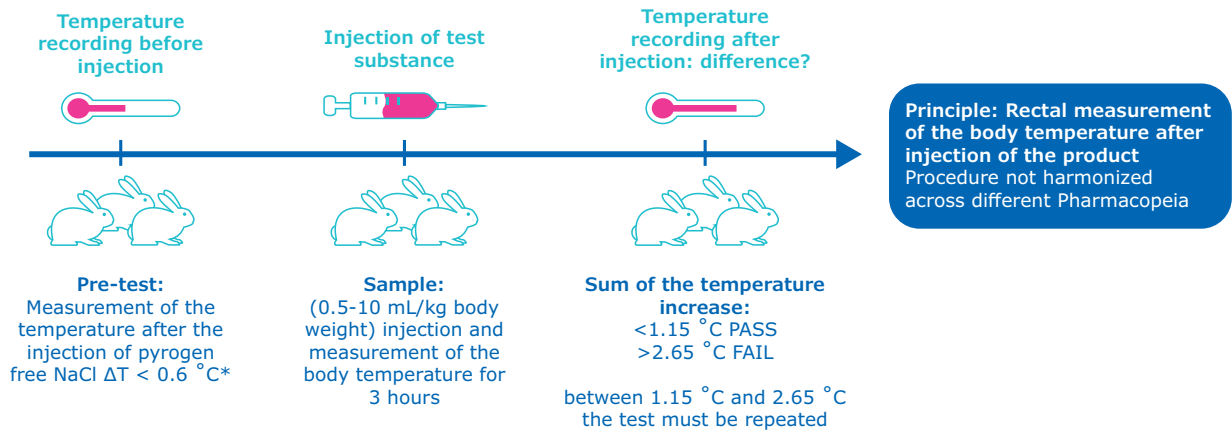 Temperature
recording before
injection
Injection of test
substance
Temperature
recording after
injection: difference?
Principle: Rectal measurement
of the body temperature after
injection of the product
Procedure not harmonized
across different Pharmacopeia
Pre-test:
Measurement of the
temperature after the
injection of pyrogen
free NaCl ΔT < 0.6 ˚C*
Sample:
(0.5-10 mL/kg body
weight) injection and
measurement of the
body temperature for
3 hours
Sum of the temperature
increase:
<1.15 ˚C PASS
>2.65 ˚C FAIL
between 1.15 ˚C and 2.65 ˚C
the test must be repeated